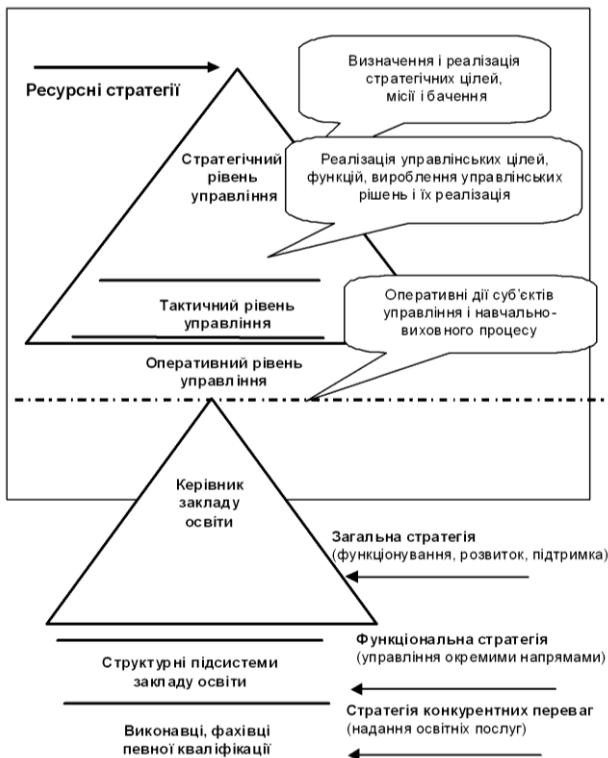 Ресурсні стратегії
Визначення і реалізація
стратегічних цілей,
місії і бачення
Стратегічний
рівень
управління
Реалізація управлінських цілей,
функцій, вироблення управлінських
рішень і їх реалізація
Тактичний рівень
управління
Оперативні дії суб’єктів
управління і навчально-
виховного процесу
Оперативний рівень
управління
Керівник
закладу
освіти
Загальна стратегія
(функціонування, розвиток, підтримка)
Функціональна стратегія
(управління окремими напрямами)
Структурні підсистеми
закладу освіти
Стратегія конкурентних переваг
(надання освітніх послуг)
Виконавці, фахівці
певної кваліфікації